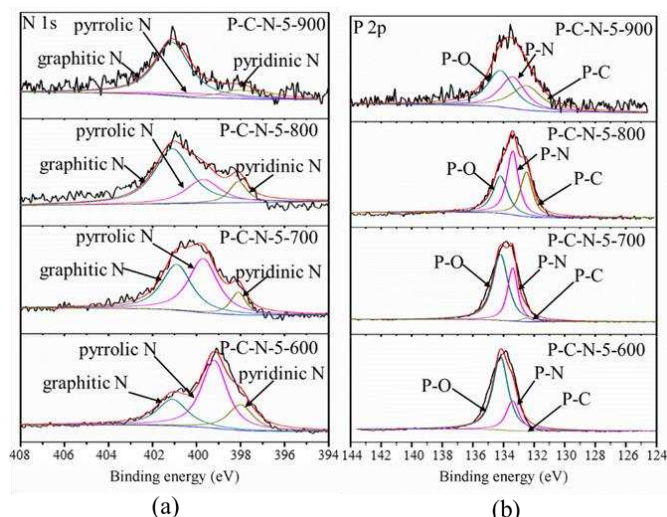 N 1s
pyrrolic N
P-C-N-5-900
graphitic N
pyridinic N
pyrrolic N
P-C-N-5-800
graphitic N
pyridinic N
pyrrolic N
P-C-N-5-700
graphitic N
pyridinic N
pyrrolic N
P-C-N-5-600
graphitic N
pyridinic N
408 406 404 402 400 398 396 394
Binding energy (eV)
(a)
P 2p
P-C-N-5-900
P-O
P-N
P-C
P-C-N-5-800
P-O
P-N
P-C
P-C-N-5-700
P-O
P-N
P-C
P-C-N-5-600
P-O
P-N
P-C
144 142 140 138 136 134 132 130 128 126 124
Binding energy (eV)
(b)